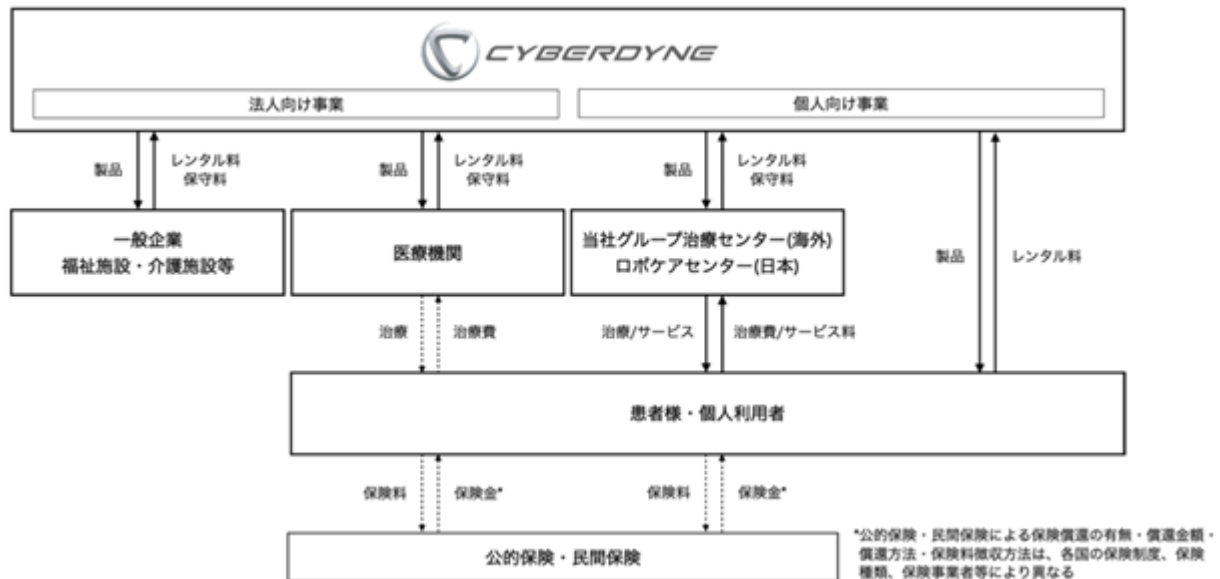 CYBERDYNE
法人向け事業
個人向け事業
製品
レンタル料
保守料
製品
レンタル料
保守料
製品
レンタル料
保守料
一般企業
福祉施設・介護施設等
医療機関
当社グループ治療センター(海外)
ロボケアセンター(日本)
製品
レンタル料
治療
治療費
治療/サービス
治療費/サービス料
患者様・個人利用者
保険料
保険金*
保険料
保険金*
公的保険・民間保険
*公的保険・民間保険による保険償還の有無・償還金額・
償還方法・保険料徴収方法は、各国の保険制度、保険
種類、保険事業者等により異なる